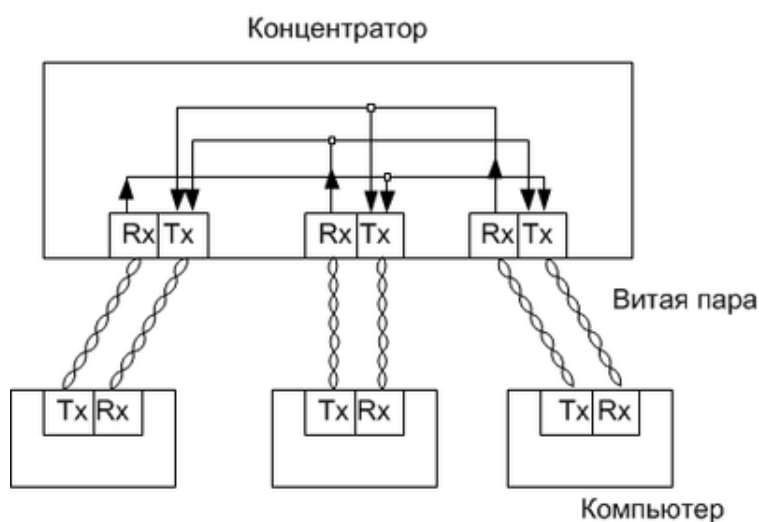 Концентратор
Rx Tx Rx Tx Rx Tx
Витая пара
Tx Rx Tx Rx Tx Rx
Компьютер